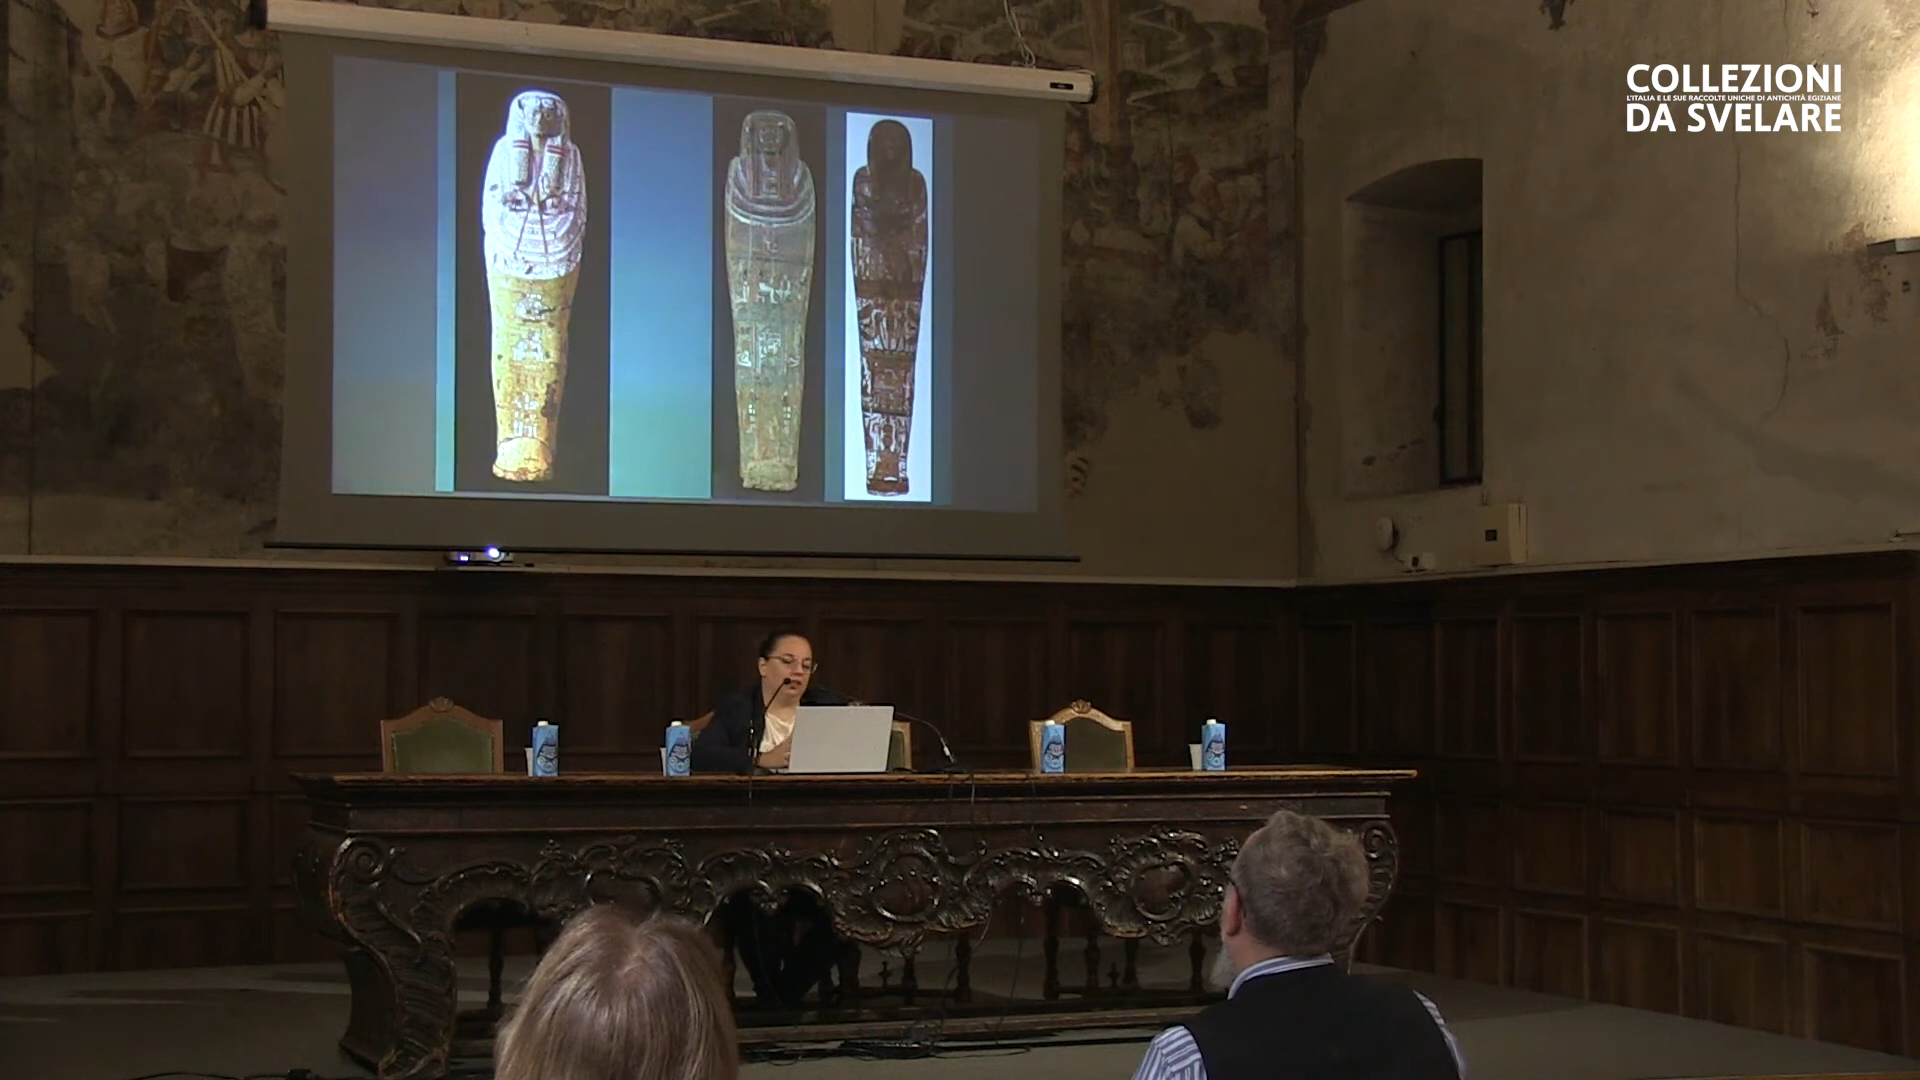 COLLEZIONI
L'ITALIA E LE SUE RACCOLTE UNICHE DI ANTICHITÀ EGIZIANE
DA SVELARE